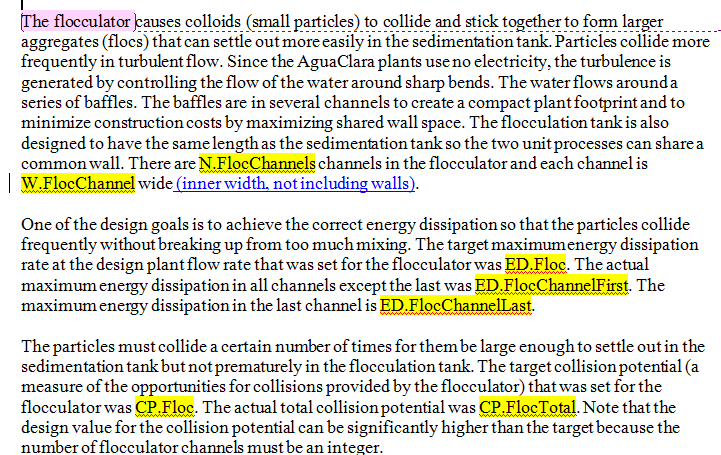 The flocculator causes colloids (small particles) to collide and stick together to form larger
aggregates (flocs) that can settle out more easily in the sedimentation tank. Particles collide more
frequently in turbulent flow. Since the AguaClara plants use no electricity, the turbulence is
generated by controlling the flow of the water around sharp bends. The water flows around a
series of baffles. The baffles are in several channels to create a compact plant footprint and to
minimize construction costs by maximizing shared wall space. The flocculation tank is also
designed to have the same length as the sedimentation tank so the two unit processes can share a
common wall. There are N.FlocChannels channels in the flocculator and each channel is
W.FlocChannel wide (inner width, not including walls).
One of the design goals is to achieve the correct energy dissipation so that the particles collide
frequently without breaking up from too much mixing. The target maximum energy dissipation
rate at the design plant flow rate that was set for the flocculator was ED.Floc. The actual
maximum energy dissipation in all channels except the last was ED.FlocChannelFirst. The
maximum energy dissipation in the last channel is ED.FlocChannelLast.
The particles must collide a certain number of times for them be large enough to settle out in the
sedimentation tank but not prematurely in the flocculation tank. The target collision potential (a
measure of the opportunities for collisions provided by the flocculator) that was set for the
flocculator was CP.Floc. The actual total collision potential was CP.FlocTotal. Note that the
design value for the collision potential can be significantly higher than the target because the
number of flocculator channels must be an integer.